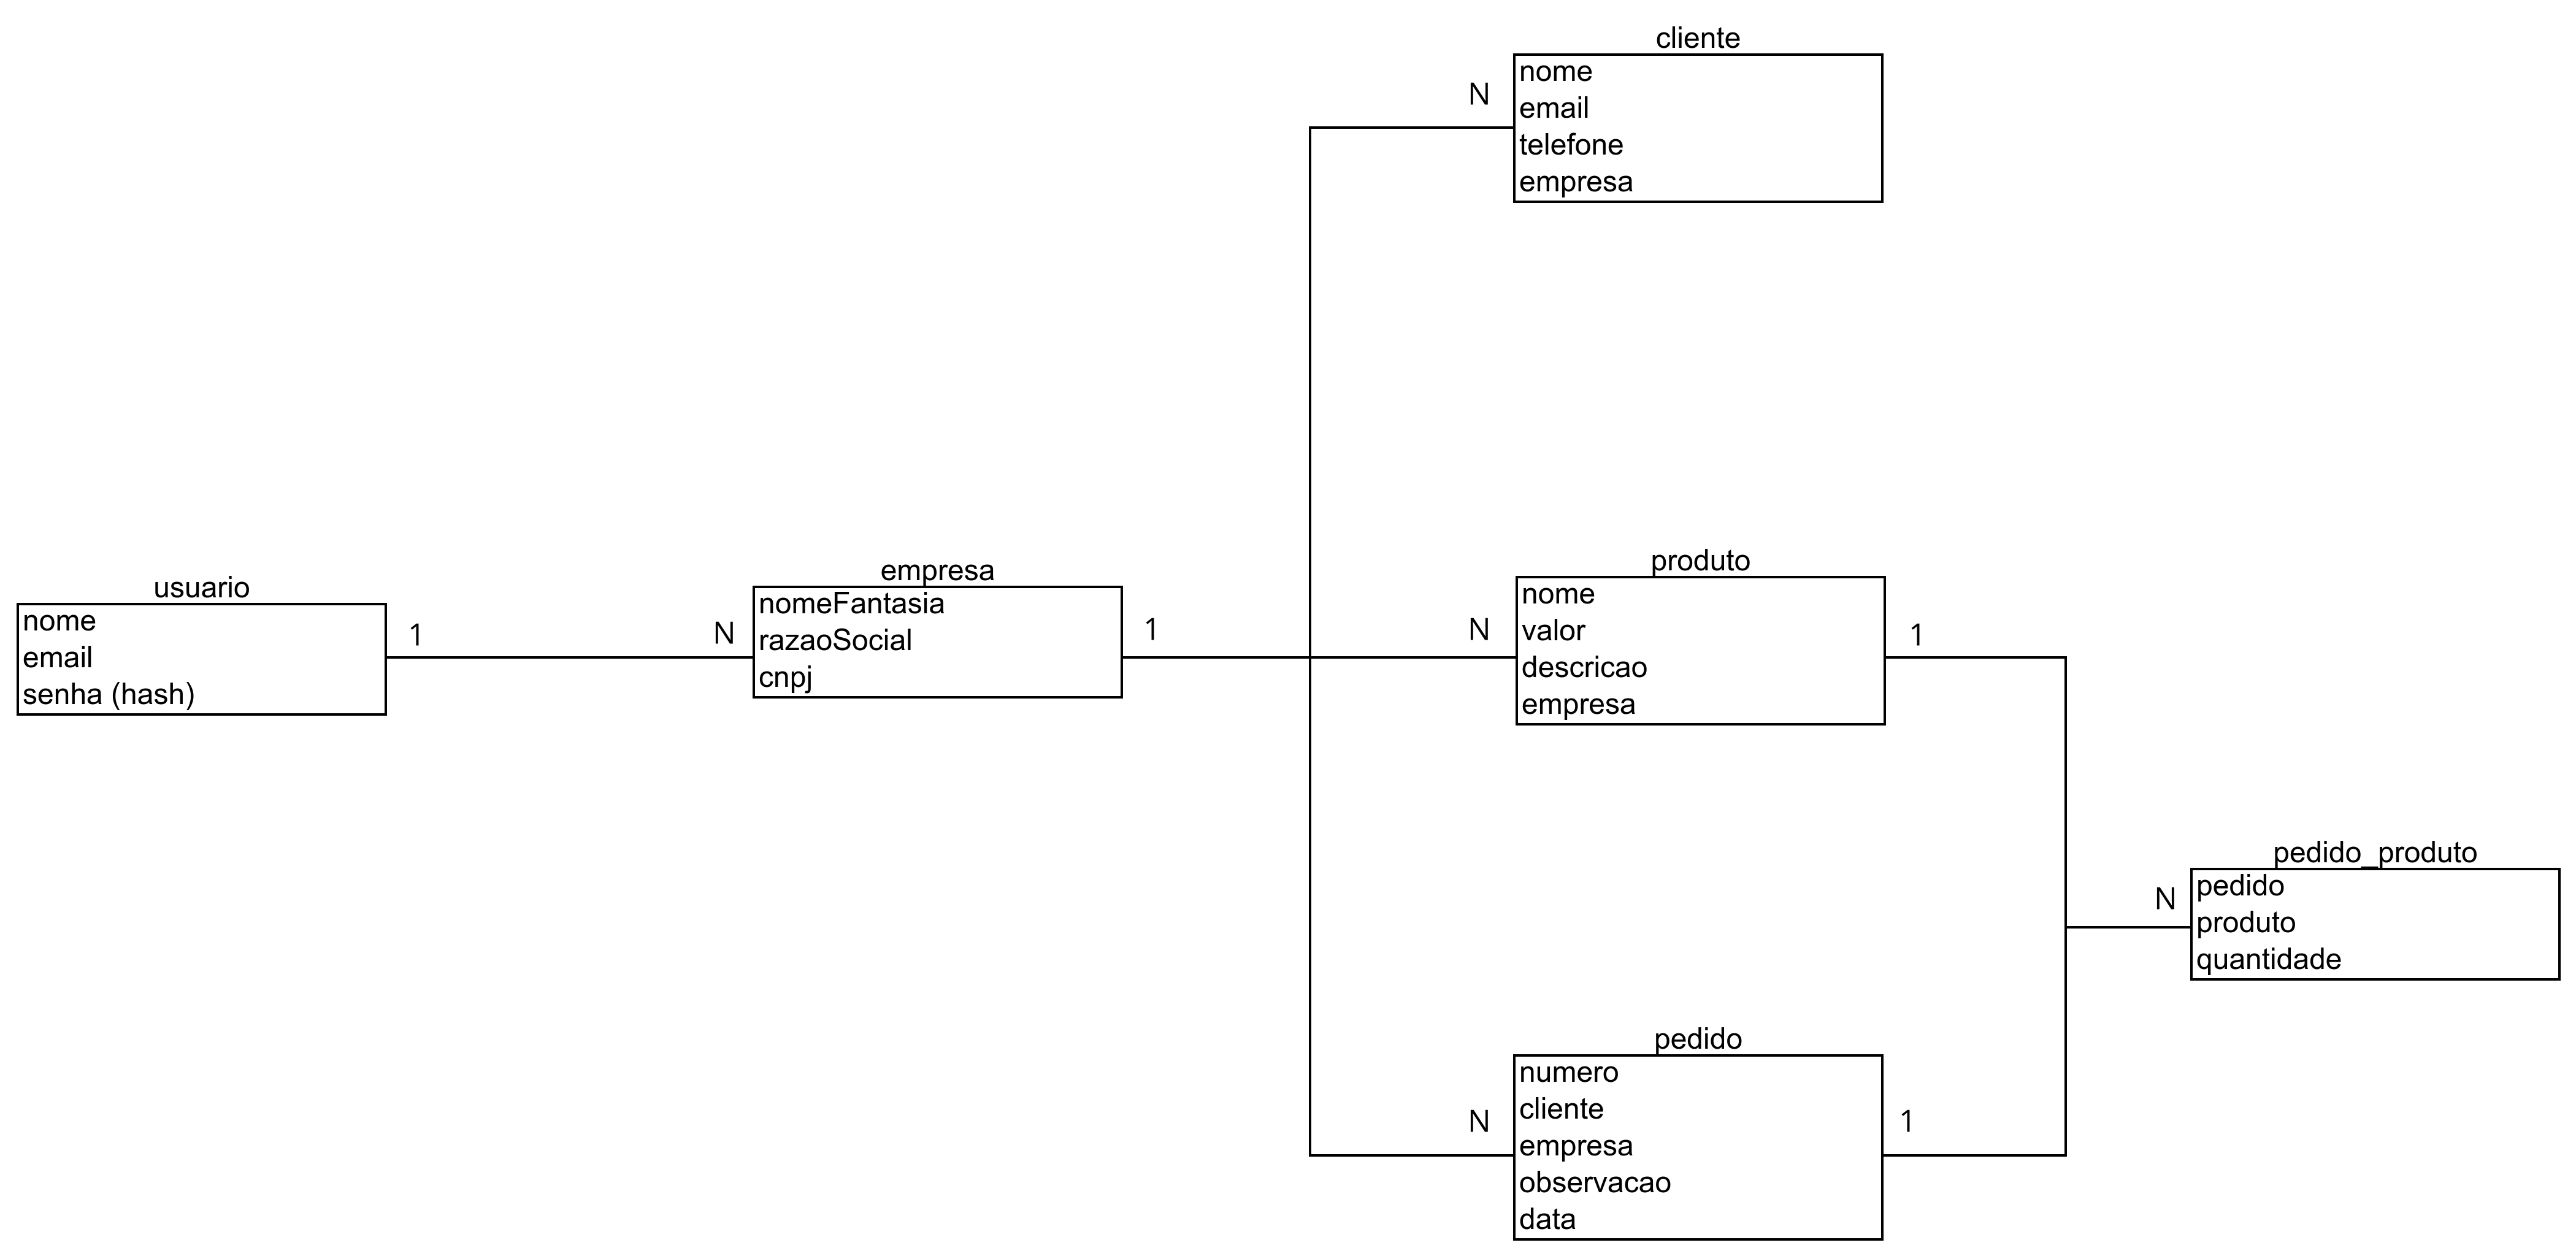 cliente
nome
email
telefone
empresa
N
usuario
nome
email
senha (hash)
1
N
empresa
nomeFantasia
razaoSocial
cnpj
1
N
produto
nome
valor
descricao
empresa
1
pedido_produto
pedido
produto
quantidade
N
pedido
numero
cliente
empresa
observacao
data
N
1